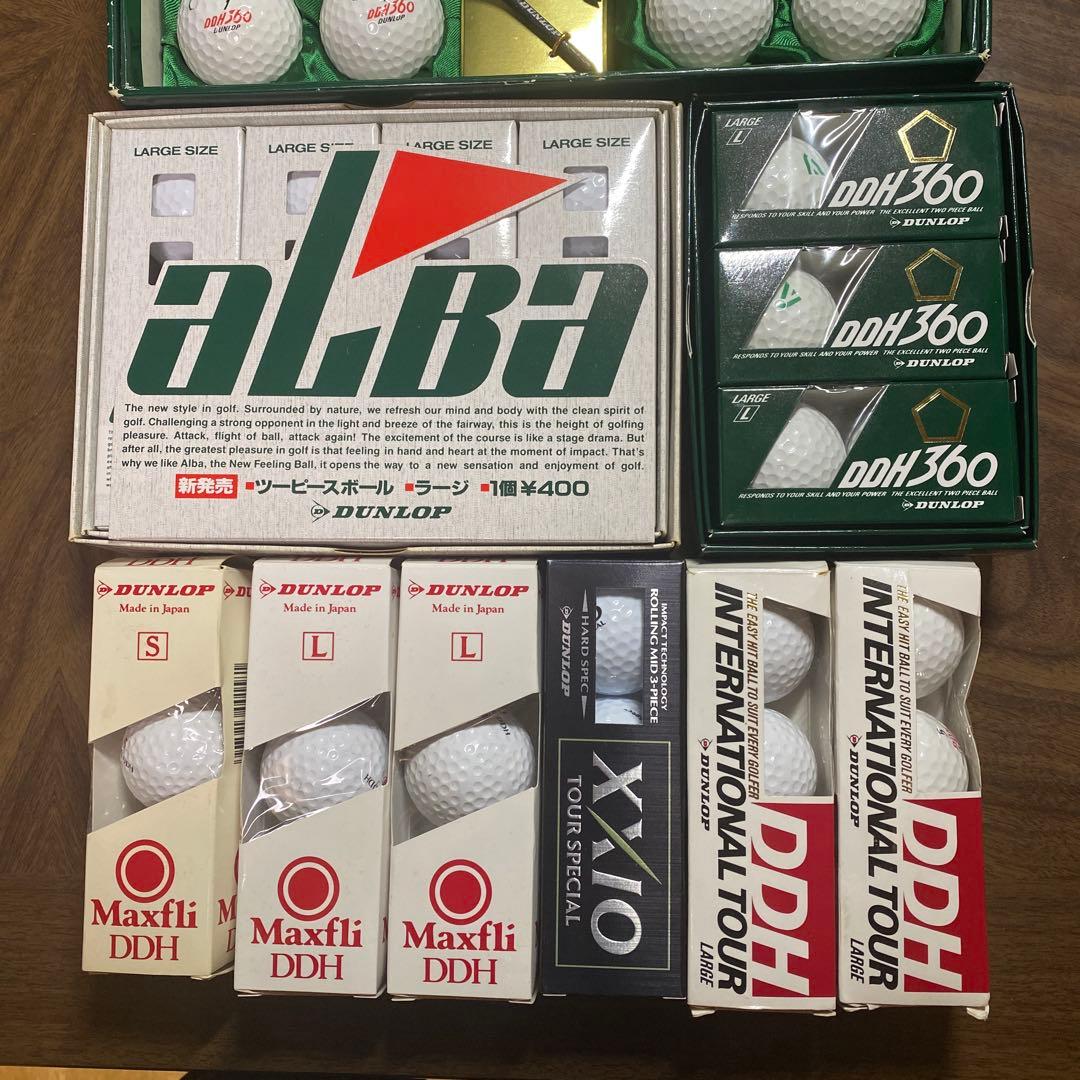 DDH360
DUNLOP
DDH360
DUNLOP
DUNLOP
LARGE SIZE
LARGE SIZE
LARGE SIZE
LARGE SIZE
aLBa
The new style in golf. Surrounded by nature, we refresh our mind and body with the clean spirit of
golf. Challenging a strong opponent in the light and breeze of the fairway, this is the height of golfing
pleasure. Attack, flight of ball, attack again! The excitement of the course is like a stage drama. But
after all, the greatest pleasure in golf is that feeling in hand and heart at the moment of impact. That's
why we like Alba, the New Feeling Ball, it opens the way to a new sensation and enjoyment of golf.
新発売 ■ツーピースボール ■ラージ ■1個¥400
DUNLOP
LARGE
L
DDH360
RESPONDS TO YOUR SKILL AND YOUR POWER THE EXCELLENT TWO PIECE BALL
DUNLOP
DDH360
RESPONDS TO YOUR SKILL AND YOUR POWER THE EXCELLENT TWO PIECE BALL
DUNLOP
LARGE
L
DDH360
RESPONDS TO YOUR SKILL AND YOUR POWER THE EXCELLENT TWO PIECE BALL
DUNLOP
DDH
DUNLOP
Made in Japan
S
Maxfli
DDH
DUNLOP
Made in Japan
L
Maxfli
DDH
DUNLOP
Made in Japan
L
Maxfli
DDH
IMPACT TECHNOLOGY
ROLLING MID 3-PIECE
HARD SPEC
DUNLOP
XXIO
TOUR SPECIAL
THE EASY HIT BALL TO SUIT EVERY GOLFER
INTERNATIONAL TOUR
DUNLOP
DDH
LARGE
THE EASY HIT BALL TO SUIT EVERY GOLFER
INTERNATIONAL TOUR
DUNLOP
DDH
LARGE